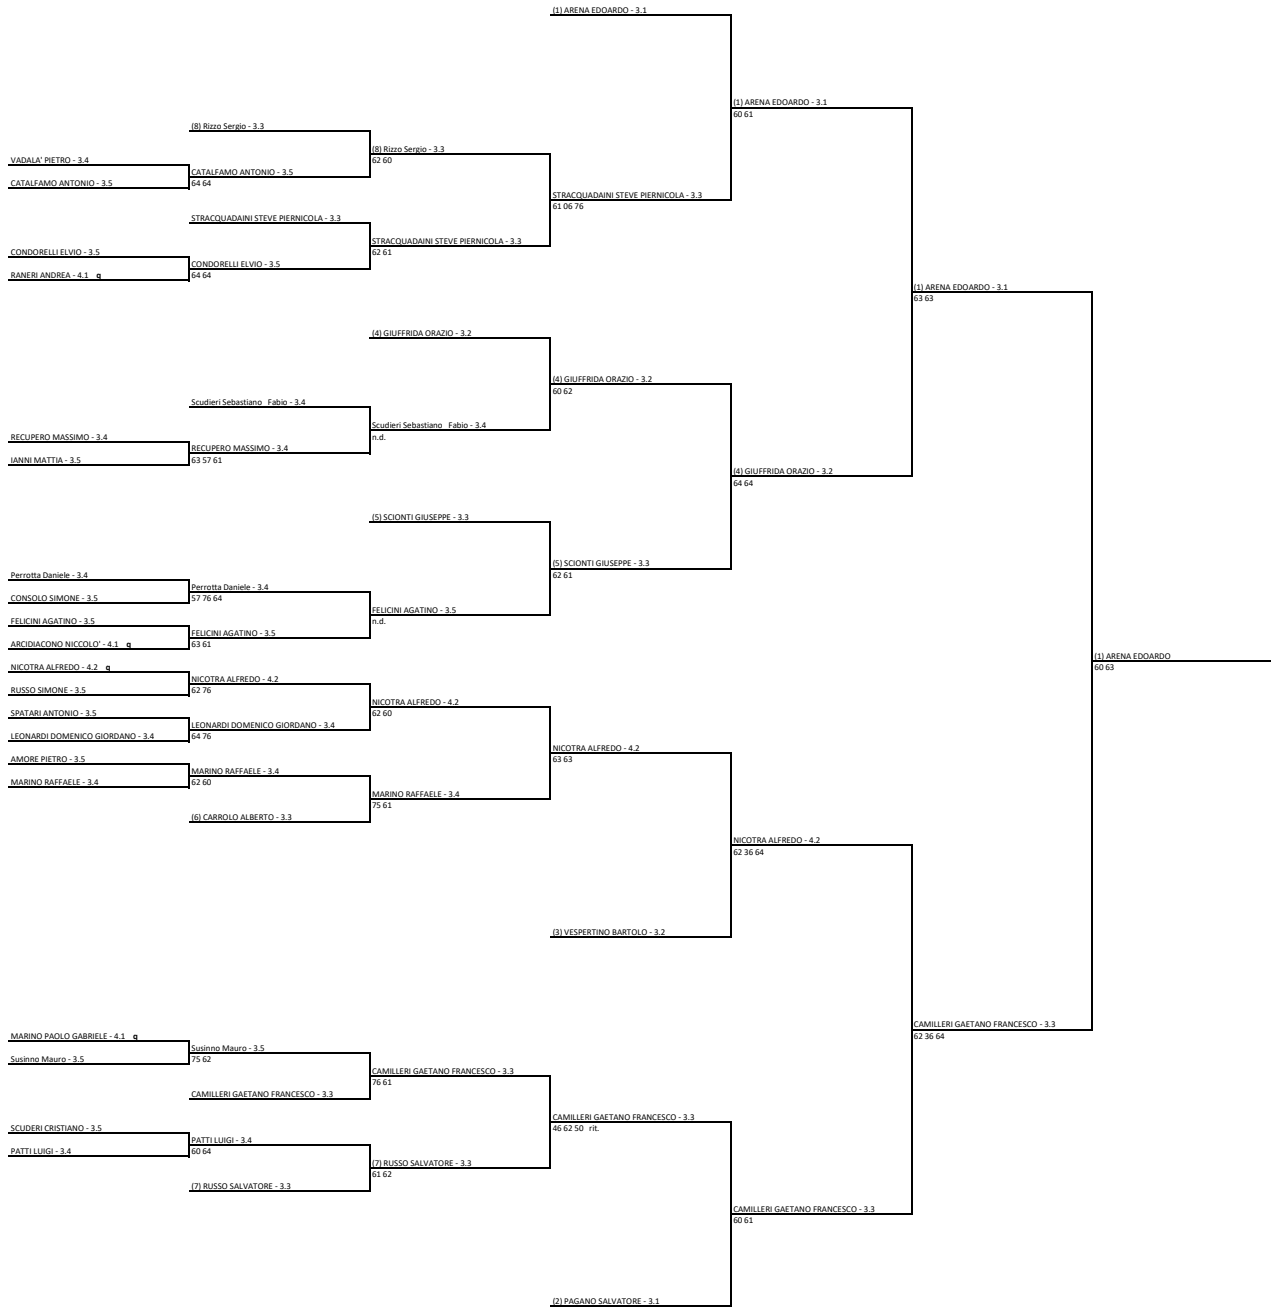 (1) ARENA EDOARDO - 3.1
(1) ARENA EDOARDO - 3.1
60 61
(8) Rizzo Sergio - 3.3
(8) Rizzo Sergio - 3.3
62 60
VADALA' PIETRO - 3.4
CATALFAMO ANTONIO - 3.5
64 64
CATALFAMO ANTONIO - 3.5
STRACQUADAINI STEVE PIERNICOLA - 3.3
61 06 76
STRACQUADAINI STEVE PIERNICOLA - 3.3
STRACQUADAINI STEVE PIERNICOLA - 3.3
62 61
CONDORELLI ELVIO - 3.5
CONDORELLI ELVIO - 3.5
64 64
RANERI ANDREA - 4.1 q
(1) ARENA EDOARDO - 3.1
63 63
(4) GIUFFRIDA ORAZIO - 3.2
(4) GIUFFRIDA ORAZIO - 3.2
60 62
Scudieri Sebastiano Fabio - 3.4
Scudieri Sebastiano Fabio - 3.4
n.d.
RECUPERO MASSIMO - 3.4
RECUPERO MASSIMO - 3.4
63 57 61
IANNI MATTIA - 3.5
(4) GIUFFRIDA ORAZIO - 3.2
64 64
(5) SCIONTI GIUSEPPE - 3.3
(5) SCIONTI GIUSEPPE - 3.3
62 61
Perrotta Daniele - 3.4
Perrotta Daniele - 3.4
57 76 64
CONSOLO SIMONE - 3.5
FELICINI AGATINO - 3.5
n.d.
FELICINI AGATINO - 3.5
FELICINI AGATINO - 3.5
63 61
ARCIDIACONO NICCOLO' - 4.1 q
(1) ARENA EDOARDO
60 63
NICOTRA ALFREDO - 4.2 q
NICOTRA ALFREDO - 4.2
62 76
RUSSO SIMONE - 3.5
NICOTRA ALFREDO - 4.2
62 60
SPATARI ANTONIO - 3.5
LEONARDI DOMENICO GIORDANO - 3.4
64 76
LEONARDI DOMENICO GIORDANO - 3.4
NICOTRA ALFREDO - 4.2
63 63
AMORE PIETRO - 3.5
MARINO RAFFAELE - 3.4
62 60
MARINO RAFFAELE - 3.4
MARINO RAFFAELE - 3.4
75 61
(6) CARROLO ALBERTO - 3.3
NICOTRA ALFREDO - 4.2
62 36 64
(3) VESPERTINO BARTOLO - 3.2
CAMILLERI GAETANO FRANCESCO - 3.3
62 36 64
MARINO PAOLO GABRIELE - 4.1 q
Susinno Mauro - 3.5
75 62
Susinno Mauro - 3.5
CAMILLERI GAETANO FRANCESCO - 3.3
76 61
CAMILLERI GAETANO FRANCESCO - 3.3
CAMILLERI GAETANO FRANCESCO - 3.3
46 62 50 rit.
SCUDERI CRISTIANO - 3.5
PATTI LUIGI - 3.4
60 64
PATTI LUIGI - 3.4
(7) RUSSO SALVATORE - 3.3
61 62
(7) RUSSO SALVATORE - 3.3
CAMILLERI GAETANO FRANCESCO - 3.3
60 61
(2) PAGANO SALVATORE - 3.1